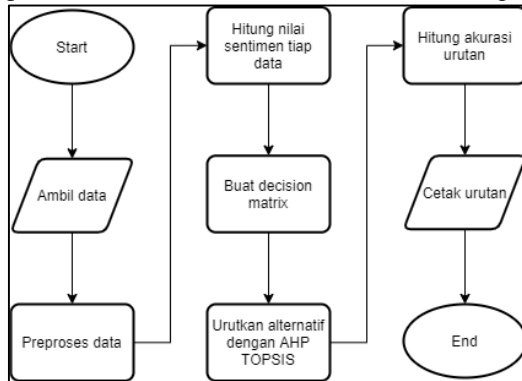 Start
Ambil data
Preproses data
Hitung nilai
sentimen tiap
data
Buat decision
matrix
Urutkan alternatif
dengan AHP
TOPSIS
Hitung akurasi
urutan
Cetak urutan
End